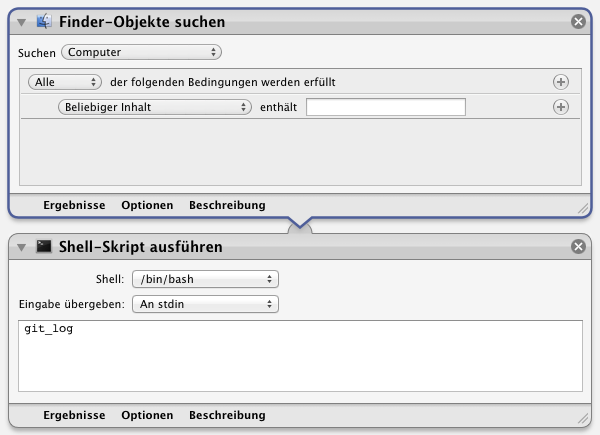 Finder-Objekte suchen
Suchen Computer
Alle der folgenden Bedingungen werden erfüllt
Beliebiger Inhalt enthält
Ergebnisse Optionen Beschreibung
Shell-Skript ausführen
Shell: /bin/bash
Eingabe übergeben: An stdin
git_log
Ergebnisse Optionen Beschreibung